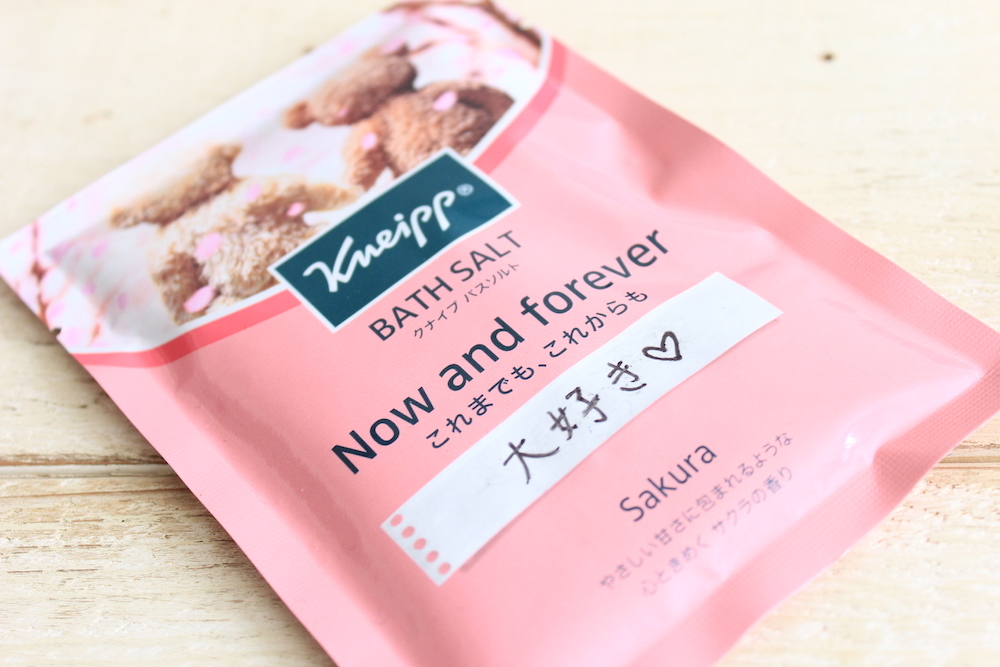 Kneipp®
BATH SALT
クナイプ バスソルト
Now and forever
これまでも、これからも
大好き♡
Sakura
やさしい甘さに包まれるような
心ときめく サクラの香り